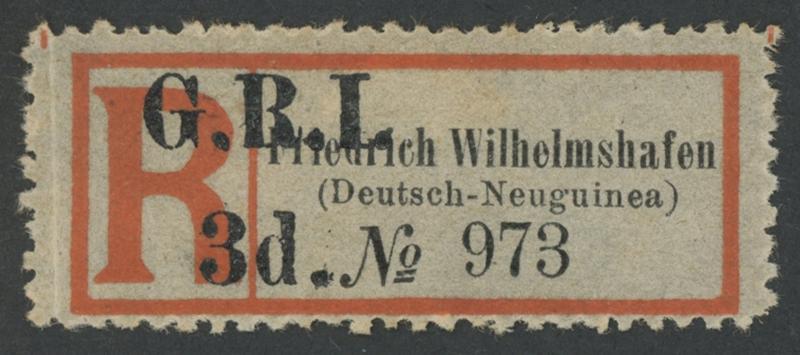 R
G.R.I.
Friedrich Wilhelmshafen
(Deutsch-Neuguinea)
3d. № 973